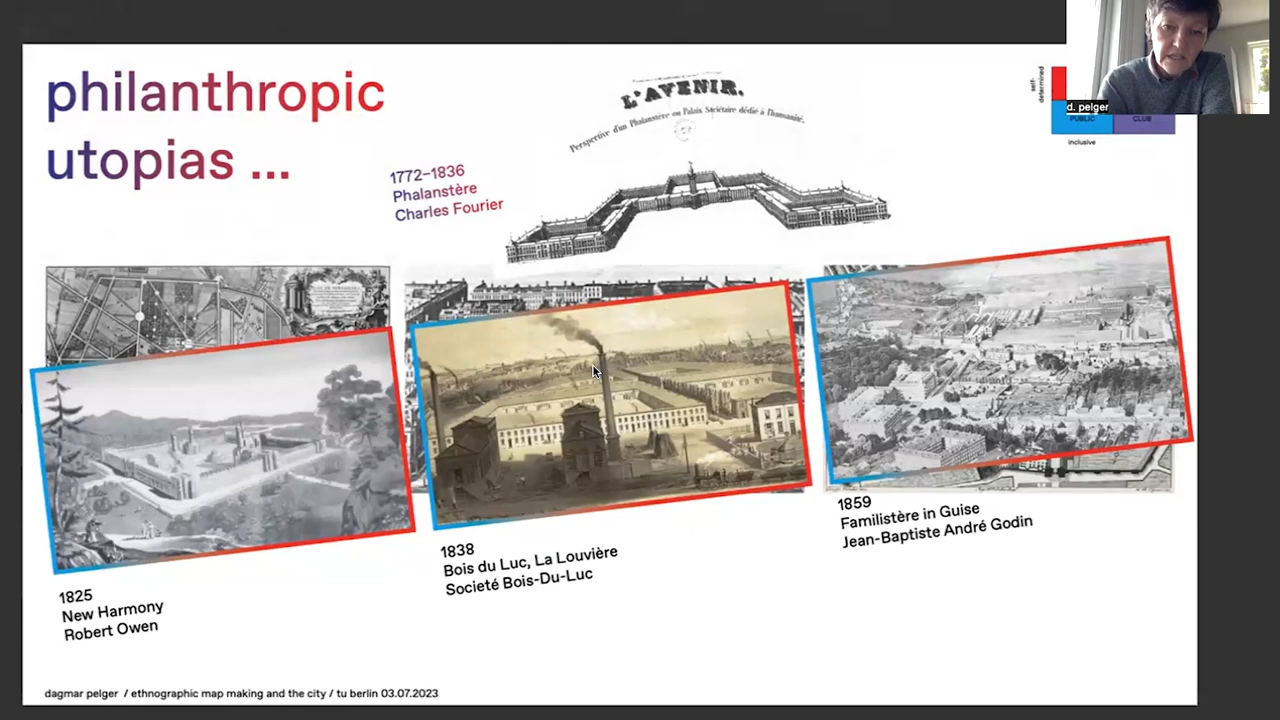 philanthropic
utopias ...
L'AVENIR.
Perspective d'un Phalanstère ou Palais Sociétaire dédié à l'humanité.
1772–1836
Phalanstère
Charles Fourier
self-
determined
d. pelger
PUBLIC
CLUB
inclusive
1825
New Harmony
Robert Owen
1838
Bois du Luc, La Louvière
Societé Bois-Du-Luc
1859
Familistère in Guise
Jean-Baptiste André Godin
dagmar pelger / ethnographic map making and the city / tu berlin 03.07.2023